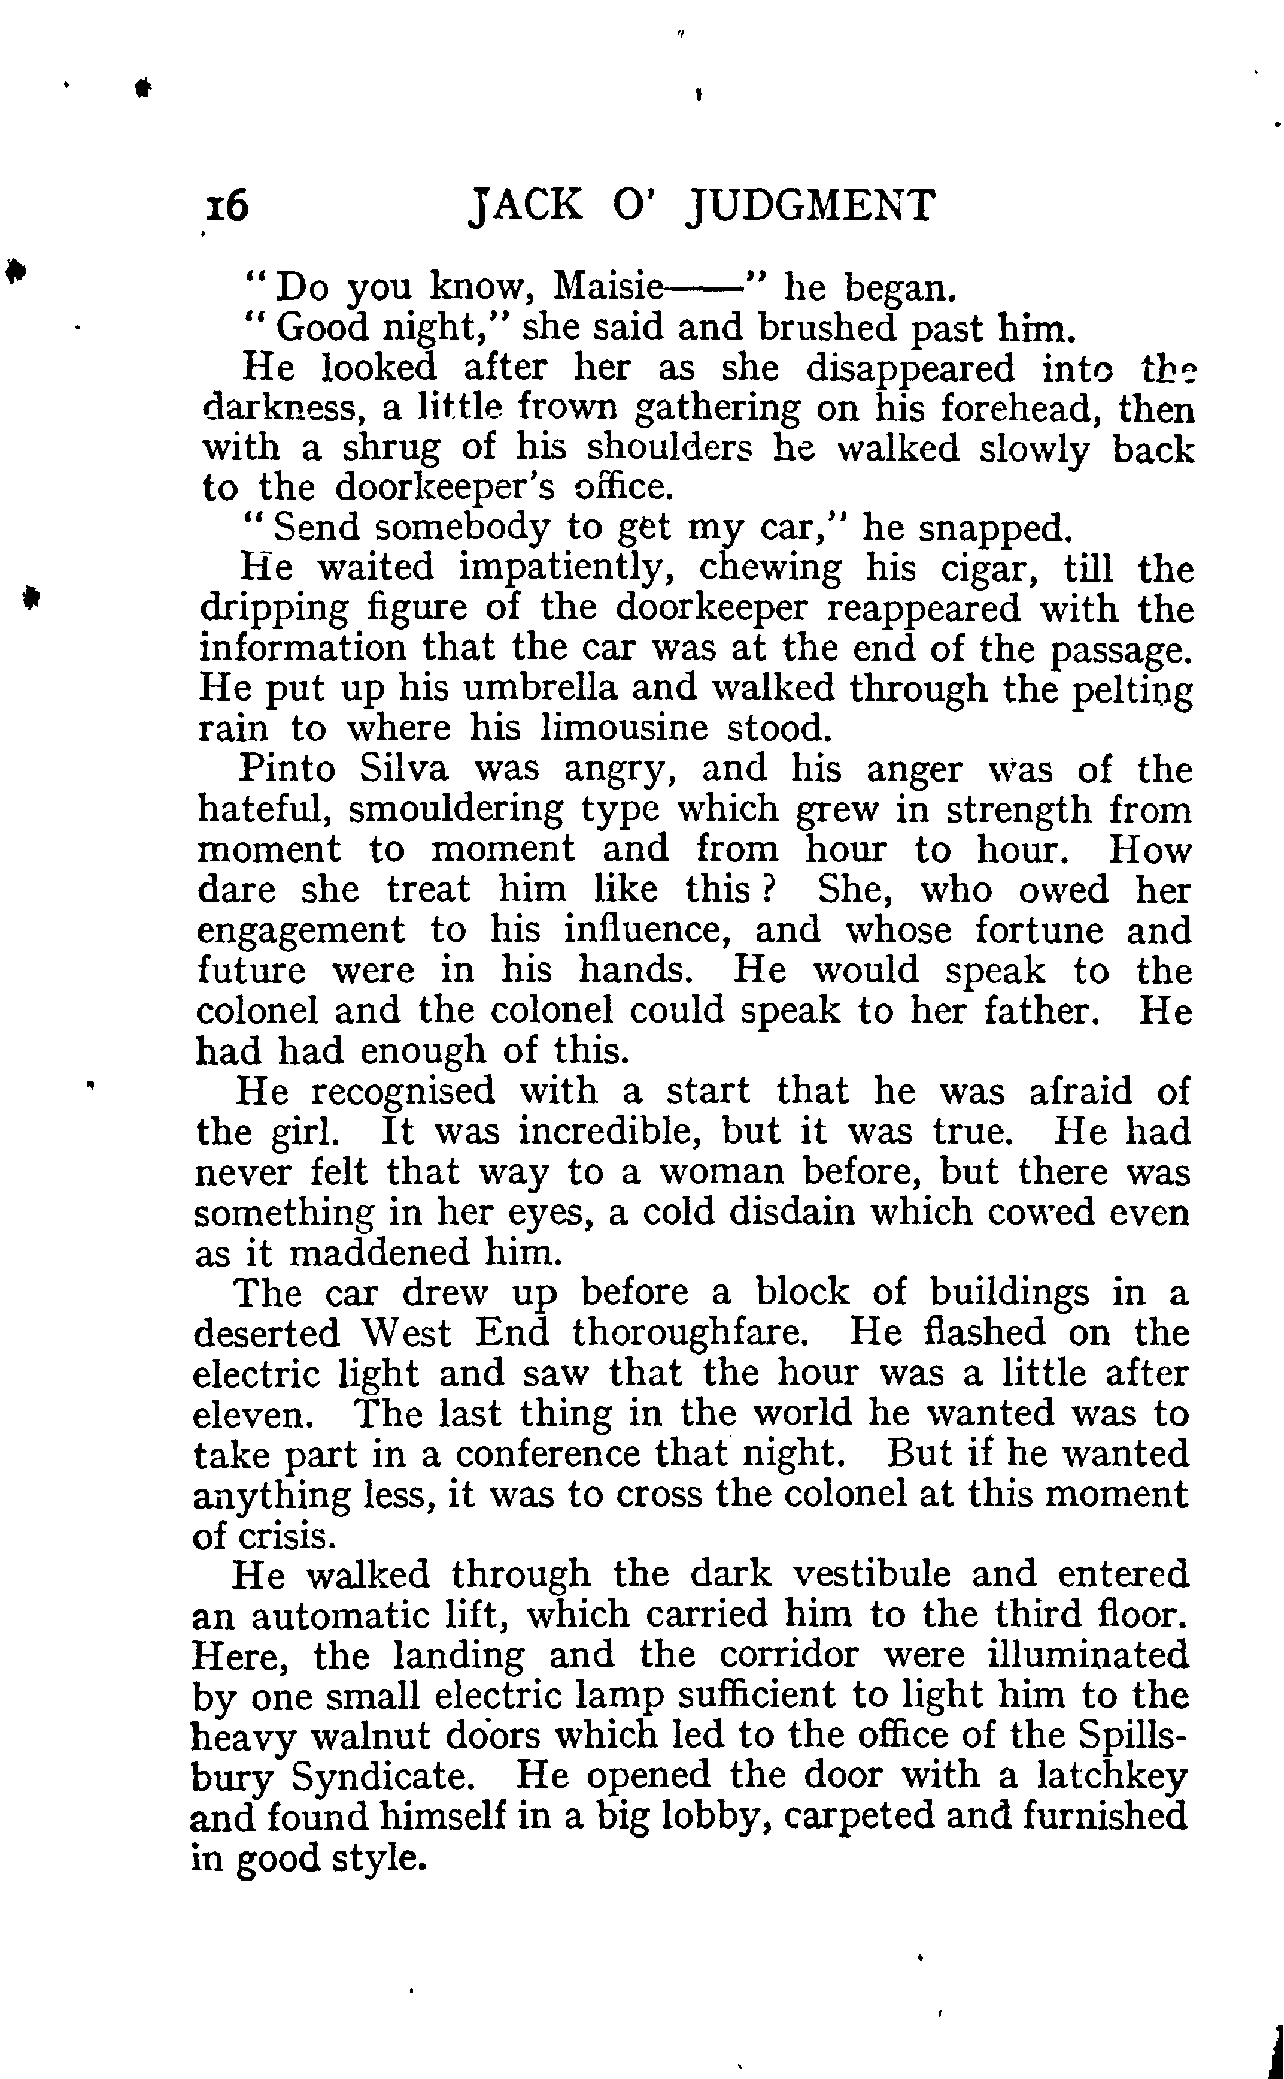 16 JACK O' JUDGMENT
" Do you know, Maisie——" he began.
" Good night," she said and brushed past him.
He looked after her as she disappeared into the
darkness, a little frown gathering on his forehead, then
with a shrug of his shoulders he walked slowly back
to the doorkeeper's office.
" Send somebody to get my car," he snapped.
He waited impatiently, chewing his cigar, till the
dripping figure of the doorkeeper reappeared with the
information that the car was at the end of the passage.
He put up his umbrella and walked through the pelting
rain to where his limousine stood.
Pinto Silva was angry, and his anger was of the
hateful, smouldering type which grew in strength from
moment to moment and from hour to hour. How
dare she treat him like this ? She, who owed her
engagement to his influence, and whose fortune and
future were in his hands. He would speak to the
colonel and the colonel could speak to her father. He
had had enough of this.
He recognised with a start that he was afraid of
the girl. It was incredible, but it was true. He had
never felt that way to a woman before, but there was
something in her eyes, a cold disdain which cowed even
as it maddened him.
The car drew up before a block of buildings in a
deserted West End thoroughfare. He flashed on the
electric light and saw that the hour was a little after
eleven. The last thing in the world he wanted was to
take part in a conference that night. But if he wanted
anything less, it was to cross the colonel at this moment
of crisis.
He walked through the dark vestibule and entered
an automatic lift, which carried him to the third floor.
Here, the landing and the corridor were illuminated
by one small electric lamp sufficient to light him to the
heavy walnut doors which led to the office of the Spills-
bury Syndicate. He opened the door with a latchkey
and found himself in a big lobby, carpeted and furnished
in good style.